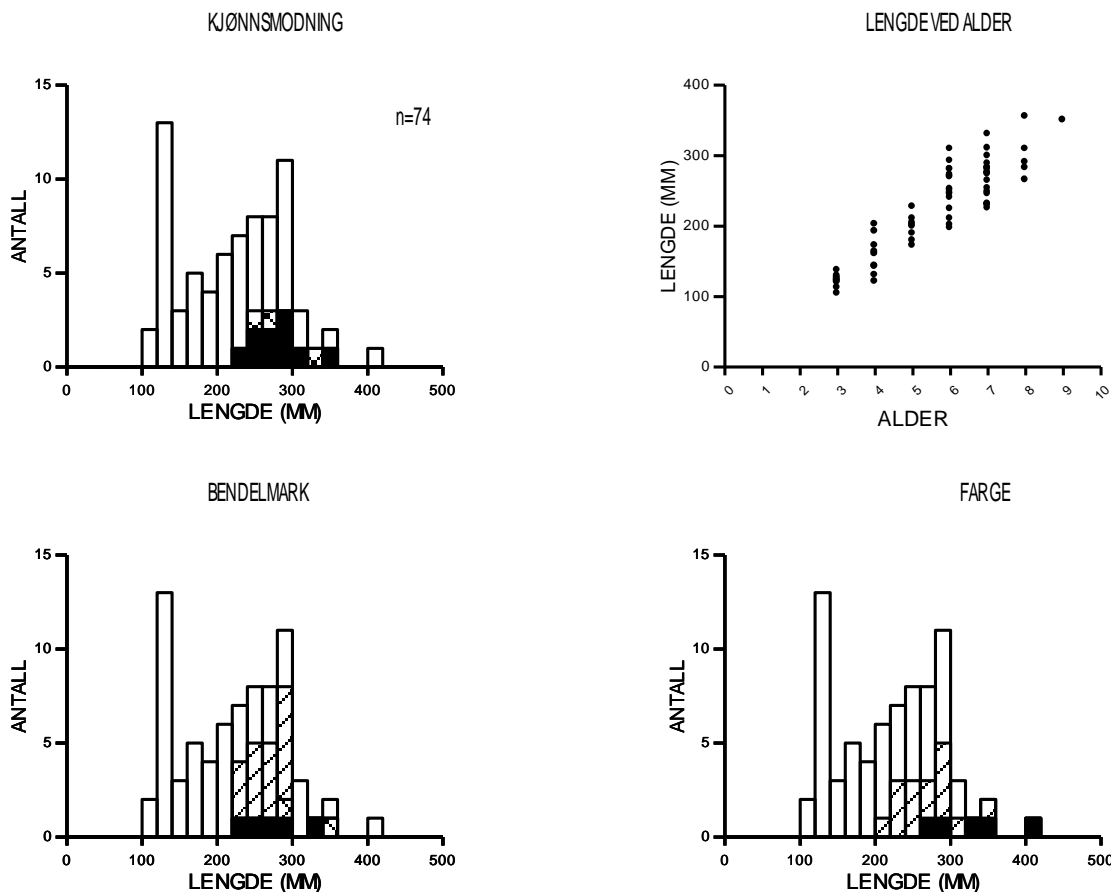 KJØNNSMODNING
15
n=74
10
ANTALL
5
0
0 100 200 300 400 500
LENGDE (MM)
LENGDE VED ALDER
400
300
LENGDE (MM)
200
100
0
0 1 2 3 4 5 6 7 8 9 10
ALDER
BENDELMARK
15
10
ANTALL
5
0
0 100 200 300 400 500
LENGDE (MM)
FARGE
15
10
ANTALL
5
0
0 100 200 300 400 500
LENGDE (MM)